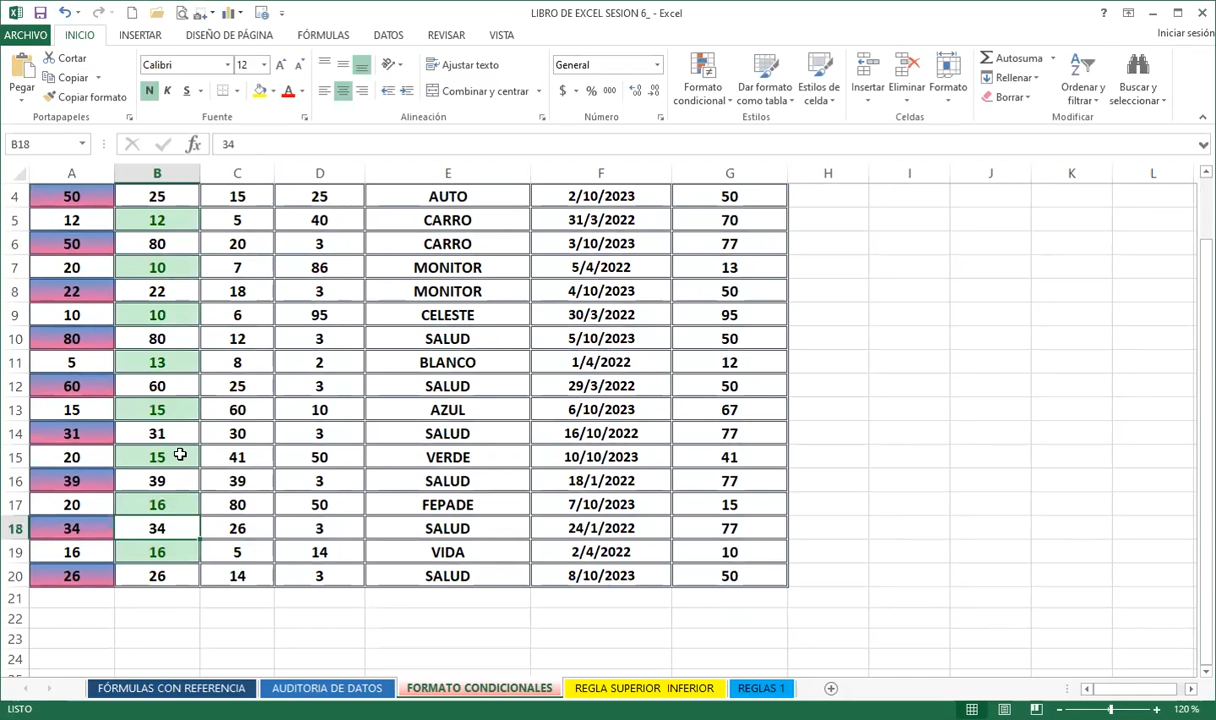 LIBRO DE EXCEL SESION 6_ - Excel
ARCHIVO INICIO INSERTAR DISEÑO DE PÁGINA FÓRMULAS DATOS REVISAR VISTA Iniciar sesión
Pegar
Cortar
Copiar
Copiar formato
Portapapeles
Calibri 12
N K S
Fuente
Ajustar texto
Combinar y centrar
Alineación
General
$ % 000
Número
Formato condicional
Dar formato como tabla
Estilos de celda
Estilos
Insertar Eliminar Formato
Celdas
Autosuma
Rellenar
Borrar
Ordenar y filtrar
Buscar y seleccionar
Modificar
B18 fx 34
A B C D E F G H I J K L
4 50 25 15 25 AUTO 2/10/2023 50
5 12 12 5 40 CARRO 31/3/2022 70
6 50 80 20 3 CARRO 3/10/2023 77
7 20 10 7 86 MONITOR 5/4/2022 13
8 22 22 18 3 MONITOR 4/10/2023 50
9 10 10 6 95 CELESTE 30/3/2022 95
10 80 80 12 3 SALUD 5/10/2023 50
11 5 13 8 2 BLANCO 1/4/2022 12
12 60 60 25 3 SALUD 29/3/2022 50
13 15 15 60 10 AZUL 6/10/2023 67
14 31 31 30 3 SALUD 16/10/2022 77
15 20 15 41 50 VERDE 10/10/2023 41
16 39 39 39 3 SALUD 18/1/2022 77
17 20 16 80 50 FEPADE 7/10/2023 15
18 34 34 26 3 SALUD 24/1/2022 77
19 16 16 5 14 VIDA 2/4/2022 10
20 26 26 14 3 SALUD 8/10/2023 50
21
22
23
24
FÓRMULAS CON REFERENCIA AUDITORIA DE DATOS FORMATO CONDICIONALES REGLA SUPERIOR INFERIOR REGLAS 1
LISTO 120 %